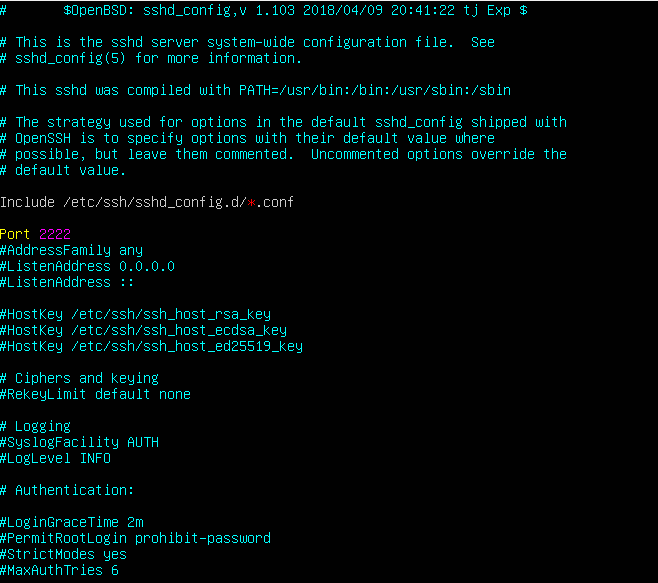 #       $OpenBSD: sshd_config,v 1.103 2018/04/09 20:41:22 tj Exp $
# This is the sshd server system-wide configuration file.  See
# sshd_config(5) for more information.
# This sshd was compiled with PATH=/usr/bin:/bin:/usr/sbin:/sbin
# The strategy used for options in the default sshd_config shipped with
# OpenSSH is to specify options with their default value where
# possible, but leave them commented.  Uncommented options override the
# default value.
Include /etc/ssh/sshd_config.d/*.conf
Port 2222
#AddressFamily any
#ListenAddress 0.0.0.0
#ListenAddress ::
#HostKey /etc/ssh/ssh_host_rsa_key
#HostKey /etc/ssh/ssh_host_ecdsa_key
#HostKey /etc/ssh/ssh_host_ed25519_key
# Ciphers and keying
#RekeyLimit default none
# Logging
#SyslogFacility AUTH
#LogLevel INFO
# Authentication:
#LoginGraceTime 2m
#PermitRootLogin prohibit-password
#StrictModes yes
#MaxAuthTries 6